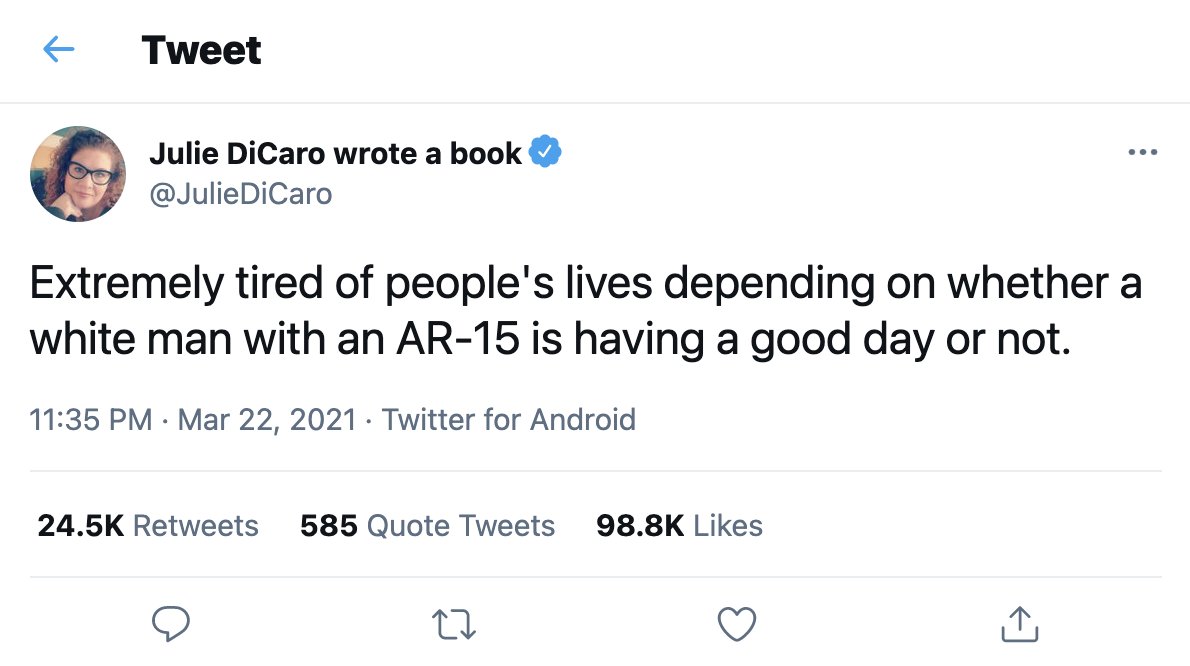 Tweet
Julie DiCaro wrote a book
@JulieDiCaro
Extremely tired of people's lives depending on whether a
white man with an AR-15 is having a good day or not.
11:35 PM · Mar 22, 2021 · Twitter for Android
24.5K Retweets 585 Quote Tweets 98.8K Likes